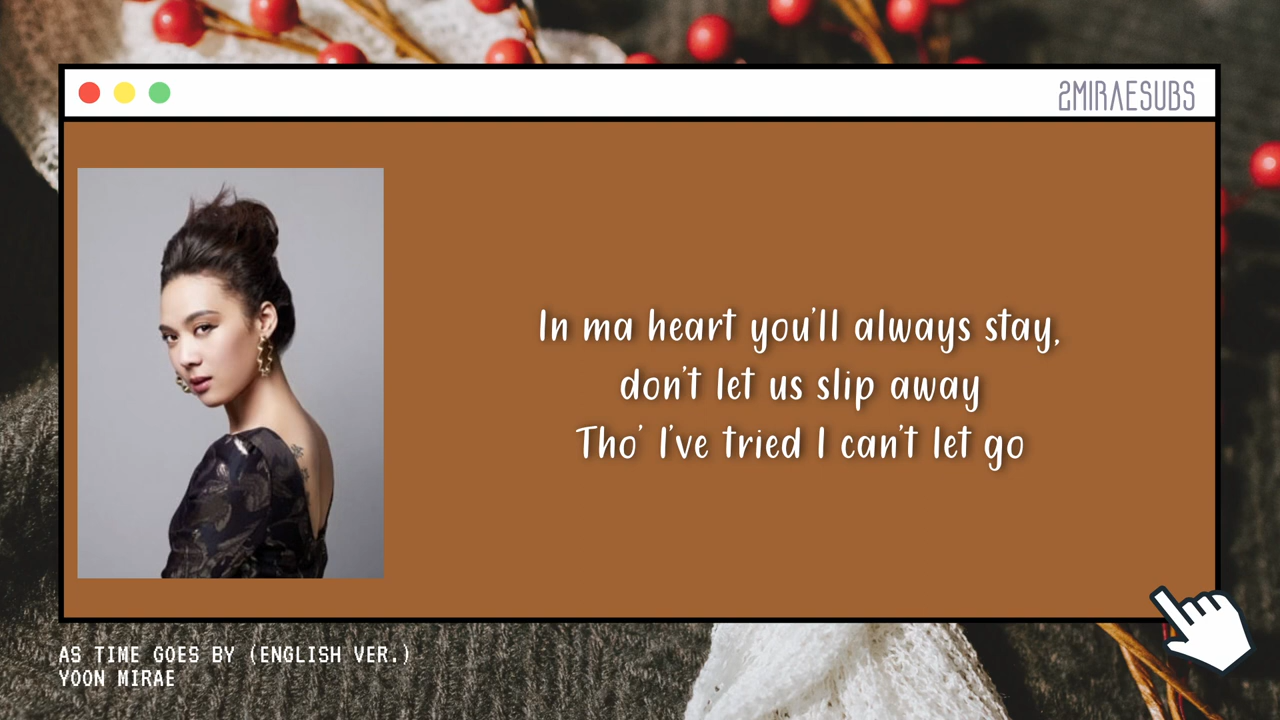 2MIRAESUBS
In ma heart you'll always stay,
don't let us slip away
Tho' I've tried I can't let go
AS TIME GOES BY (ENGLISH VER.)
YOON MIRAE